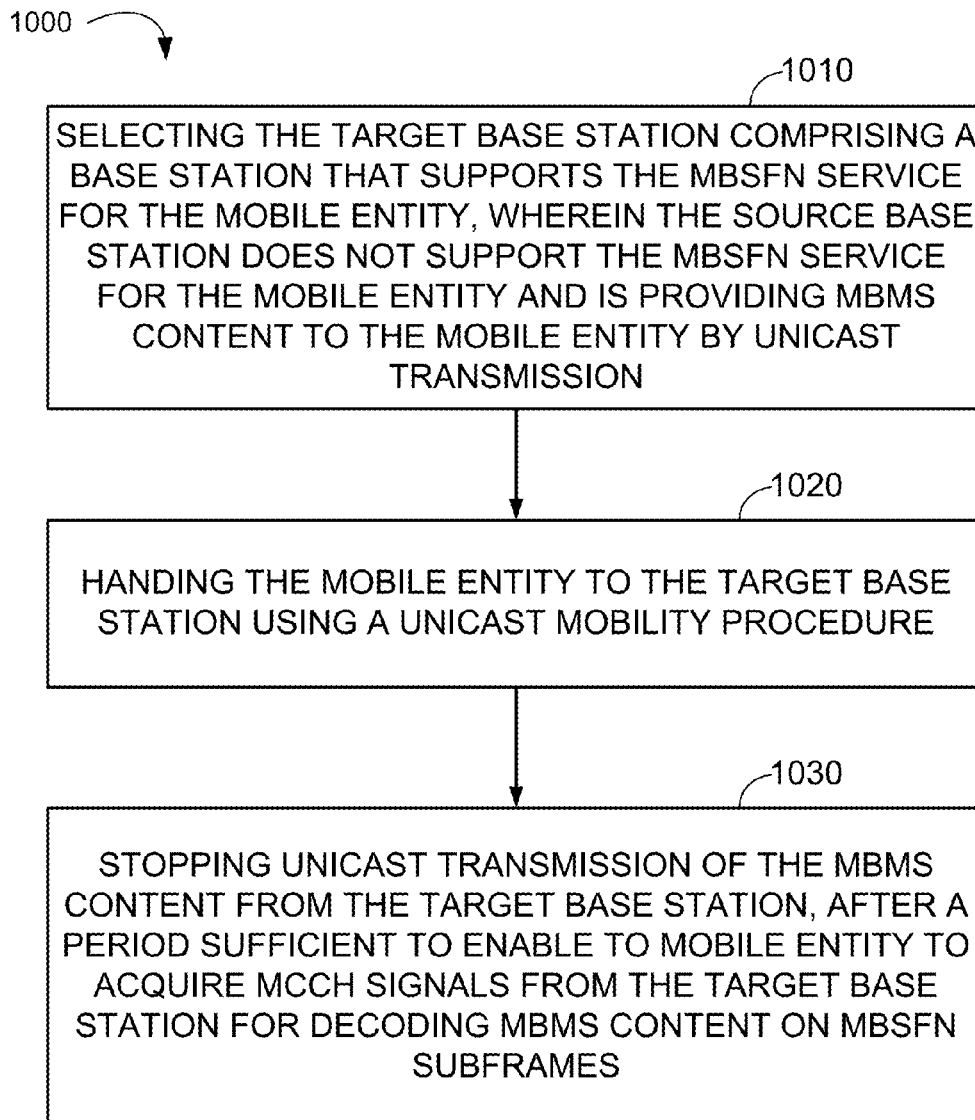 1000
1010
SELECTING THE TARGET BASE STATION COMPRISING A
BASE STATION THAT SUPPORTS THE MBSFN SERVICE
FOR THE MOBILE ENTITY, WHEREIN THE SOURCE BASE
STATION DOES NOT SUPPORT THE MBSFN SERVICE
FOR THE MOBILE ENTITY AND IS PROVIDING MBMS
CONTENT TO THE MOBILE ENTITY BY UNICAST
TRANSMISSION
1020
HANDING THE MOBILE ENTITY TO THE TARGET BASE
STATION USING A UNICAST MOBILITY PROCEDURE
1030
STOPPING UNICAST TRANSMISSION OF THE MBMS
CONTENT FROM THE TARGET BASE STATION, AFTER A
PERIOD SUFFICIENT TO ENABLE TO MOBILE ENTITY TO
ACQUIRE MCCH SIGNALS FROM THE TARGET BASE
STATION FOR DECODING MBMS CONTENT ON MBSFN
SUBFRAMES